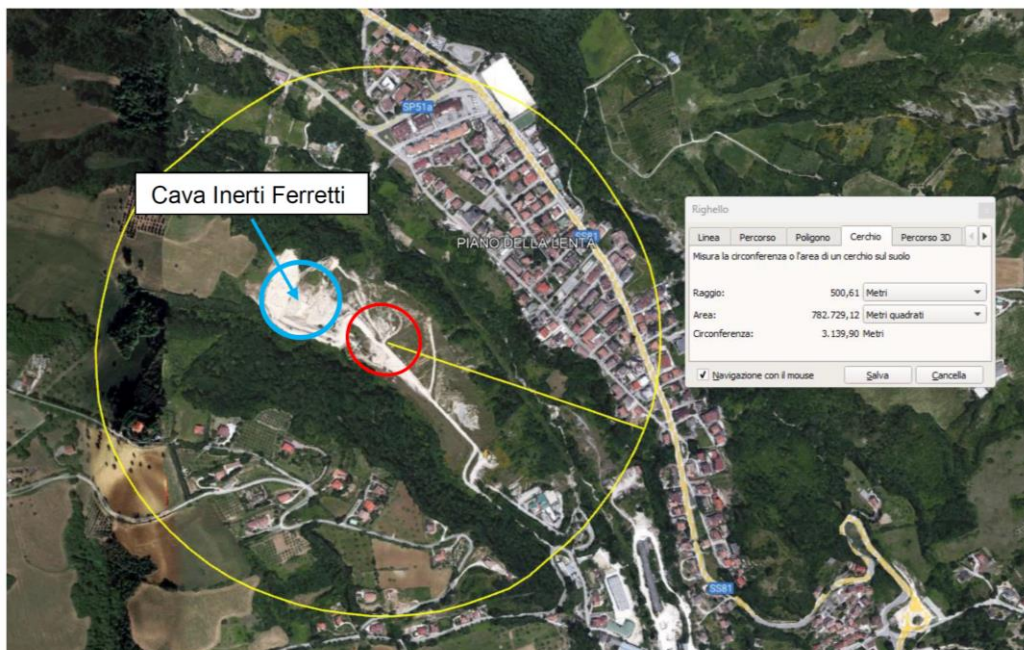 SP51a
Cava Inerti Ferretti
PIANO DELLA LENTA
SS81
Righello
Linea Percorso Poligono Cerchio Percorso 3D
Misura la circonferenza o l'area di un cerchio sul suolo
Raggio: 500,61 Metri
Area: 782.729,12 Metri quadrati
Circonferenza: 3.139,90 Metri
Navigazione con il mouse Salva Cancella
SS81